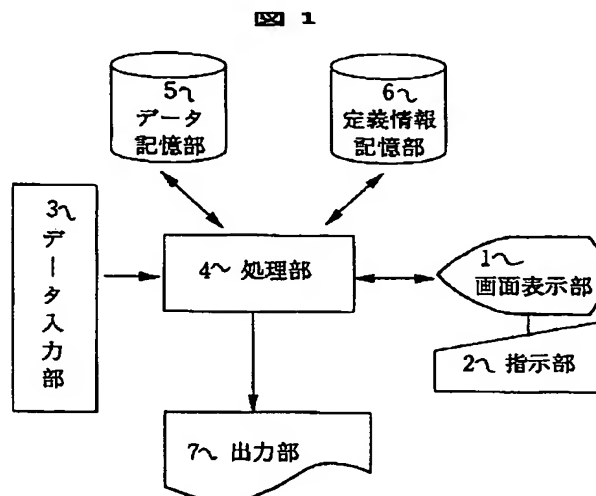 図 1
5～
データ
記憶部
6～
定義情報
記憶部
3～
データ入力部
4～ 処理部
1～
画面表示部
2～ 指示部
7～ 出力部